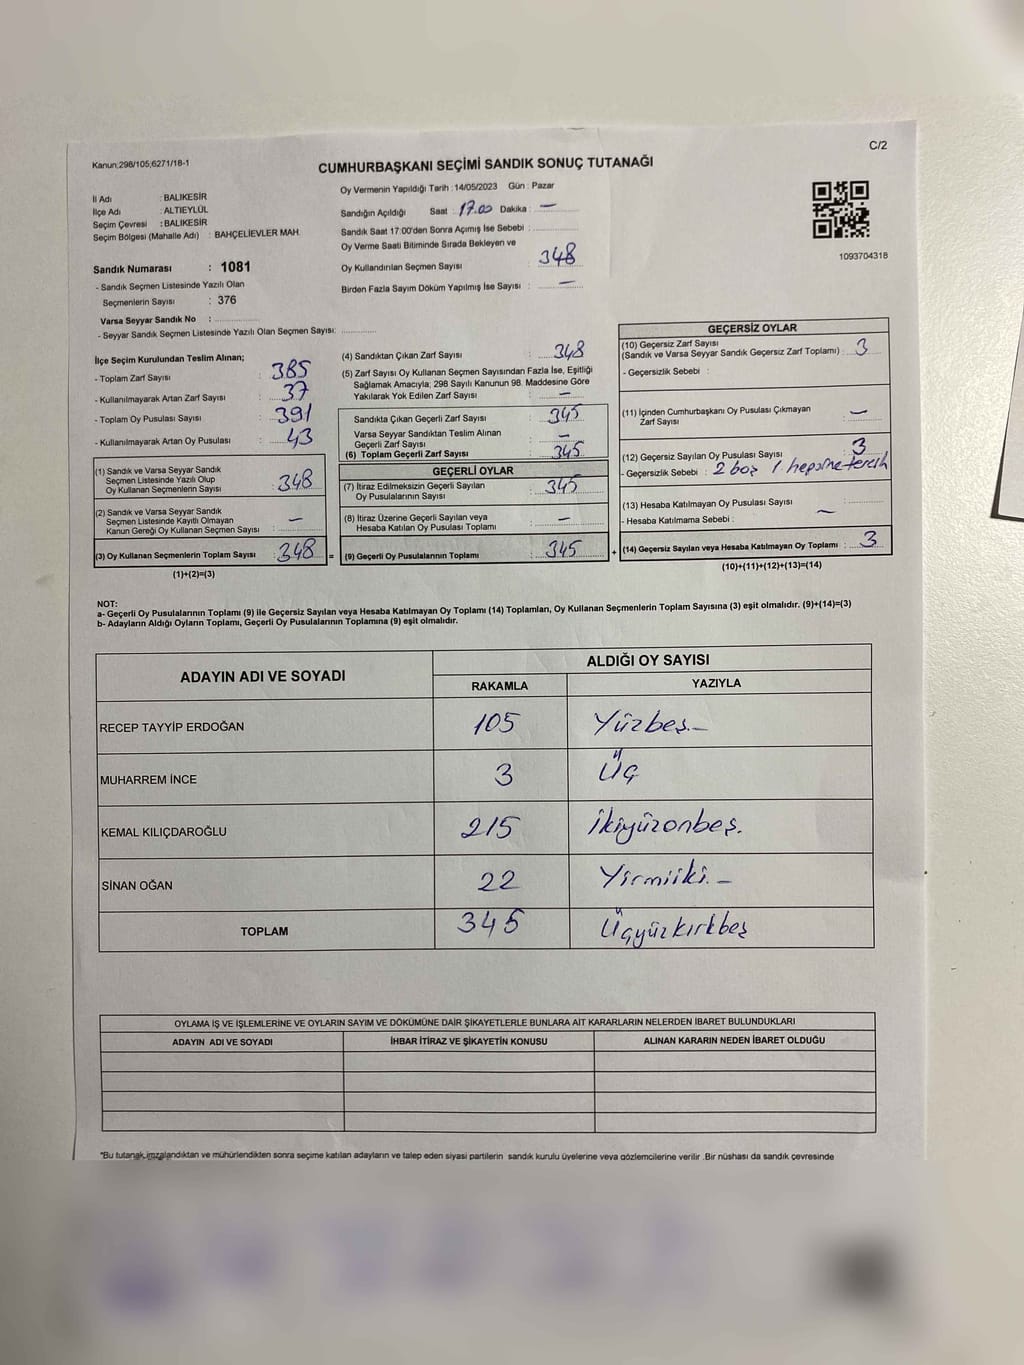 C/2
Kanun;298/105,6271/18-1
CUMHURBAŞKANI SEÇİMİ SANDIK SONUÇ TUTANAĞI
Oy Vermenin Yapıldığı Tarih : 14/05/2023 Gün : Pazar
İl Adı : BALIKESİR
İlçe Adı : ALTIEYLÜL
Seçim Çevresi : BALIKESİR
Seçim Bölgesi (Mahalle Adı) : BAHÇELİEVLER MAH.
Sandığın Açıldığı Saat : 17.00 Dakika : —
Sandık Saat 17:00'den Sonra Açımış İse Sebebi :
Oy Verme Saati Bitiminde Sırada Bekleyen ve
Oy Kullandırılan Seçmen Sayısı : 348
Birden Fazla Sayım Döküm Yapılmış İse Sayısı : —
1093704318
Sandık Numarası : 1081
- Sandık Seçmen Listesinde Yazılı Olan
Seçmenlerin Sayısı : 376
Varsa Seyyar Sandık No :
- Seyyar Sandık Seçmen Listesinde Yazılı Olan Seçmen Sayısı:
İlçe Seçim Kurulundan Teslim Alınan;
- Toplam Zarf Sayısı : 385
- Kullanılmayarak Artan Zarf Sayısı : 37
- Toplam Oy Pusulası Sayısı : 391
- Kullanılmayarak Artan Oy Pusulası : 43
(1) Sandık ve Varsa Seyyar Sandık
Seçmen Listesinde Yazılı Olup
Oy Kullanan Seçmenlerin Sayısı : 348
(2) Sandık ve Varsa Seyyar Sandık
Seçmen Listesinde Kayıtlı Olmayan
Kanun Gereği Oy Kullanan Seçmen Sayısı : —
(3) Oy Kullanan Seçmenlerin Toplam Sayısı : 348 =
(1)+(2)=(3)
(4) Sandıktan Çıkan Zarf Sayısı : 348
(5) Zarf Sayısı Oy Kullanan Seçmen Sayısından Fazla İse, Eşitliği
Sağlamak Amacıyla; 298 Sayılı Kanunun 98. Maddesine Göre
Yakılarak Yok Edilen Zarf Sayısı : —
Sandıkta Çıkan Geçerli Zarf Sayısı : 345
Varsa Seyyar Sandıktan Teslim Alınan
Geçerli Zarf Sayısı : —
(6) Toplam Geçerli Zarf Sayısı : 345
GEÇERLİ OYLAR
(7) İtiraz Edilmeksizin Geçerli Sayılan
Oy Pusulalarının Sayısı : 345
(8) İtiraz Üzerine Geçerli Sayılan veya
Hesaba Katılan Oy Pusulası Toplamı : —
(9) Geçerli Oy Pusulalarının Toplamı : 345 +
GEÇERSİZ OYLAR
(10) Geçersiz Zarf Sayısı
(Sandık ve Varsa Seyyar Sandık Geçersiz Zarf Toplamı) : 3
- Geçersizlik Sebebi :
(11) İçinden Cumhurbaşkanı Oy Pusulası Çıkmayan
Zarf Sayısı : —
(12) Geçersiz Sayılan Oy Pusulası Sayısı : 3
- Geçersizlik Sebebi : 2 boş 1 hepsine tercih
(13) Hesaba Katılmayan Oy Pusulası Sayısı :
- Hesaba Katılmama Sebebi : —
(14) Geçersiz Sayılan veya Hesaba Katılmayan Oy Toplamı : 3
(10)+(11)+(12)+(13)=(14)
NOT:
a- Geçerli Oy Pusulalarının Toplamı (9) ile Geçersiz Sayılan veya Hesaba Katılmayan Oy Toplamı (14) Toplamları, Oy Kullanan Seçmenlerin Toplam Sayısına (3) eşit olmalıdır. (9)+(14)=(3)
b- Adayların Aldığı Oyların Toplamı, Geçerli Oy Pusulalarının Toplamına (9) eşit olmalıdır.
ADAYIN ADI VE SOYADI
ALDIĞI OY SAYISI
RAKAMLA YAZIYLA
RECEP TAYYİP ERDOĞAN 105 Yüzbeş.—
MUHARREM İNCE 3 Üç
KEMAL KILIÇDAROĞLU 215 İkiyüzonbeş.
SİNAN OĞAN 22 Yirmiiki.—
TOPLAM 345 Üçyüzkırkbeş
OYLAMA İŞ VE İŞLEMLERİNE VE OYLARIN SAYIM VE DÖKÜMÜNE DAİR ŞİKAYETLERLE BUNLARA AİT KARARLARIN NELERDEN İBARET BULUNDUKLARI
ADAYIN ADI VE SOYADI İHBAR İTİRAZ VE ŞİKAYETİN KONUSU ALINAN KARARIN NEDEN İBARET OLDUĞU
*Bu tutanak,imzalandıktan ve mühürlendikten sonra seçime katılan adayların ve talep eden siyasi partilerin sandık kurulu üyelerine veya gözlemcilerine verilir .Bir nüshası da sandık çevresinde